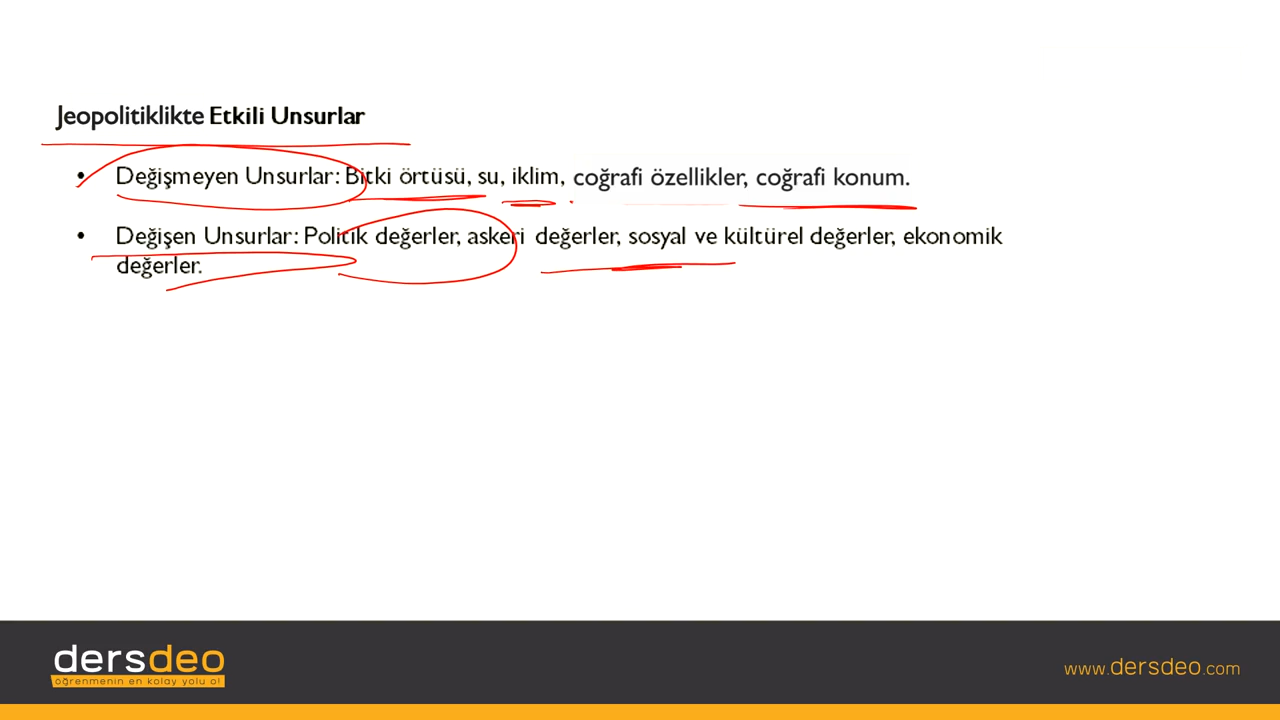 Jeopolitiklikte Etkili Unsurlar
• Değişmeyen Unsurlar: Bitki örtüsü, su, iklim, coğrafi özellikler, coğrafi konum.
• Değişen Unsurlar: Politik değerler, askeri değerler, sosyal ve kültürel değerler, ekonomik
değerler.
dersdeo
öğrenmenin en kolay yolu o!
www.dersdeo.com